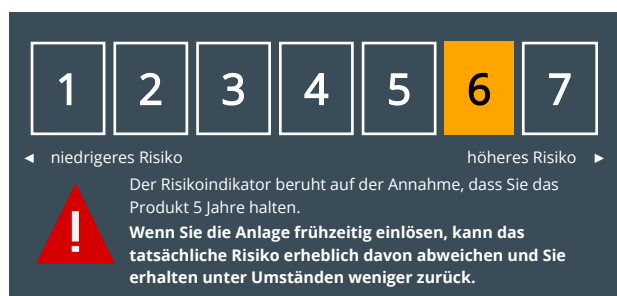 1 2 3 4 5 6 7
◄ niedrigeres Risiko höheres Risiko ►
Der Risikoindikator beruht auf der Annahme, dass Sie das
Produkt 5 Jahre halten.
!
Wenn Sie die Anlage frühzeitig einlösen, kann das
tatsächliche Risiko erheblich davon abweichen und Sie
erhalten unter Umständen weniger zurück.